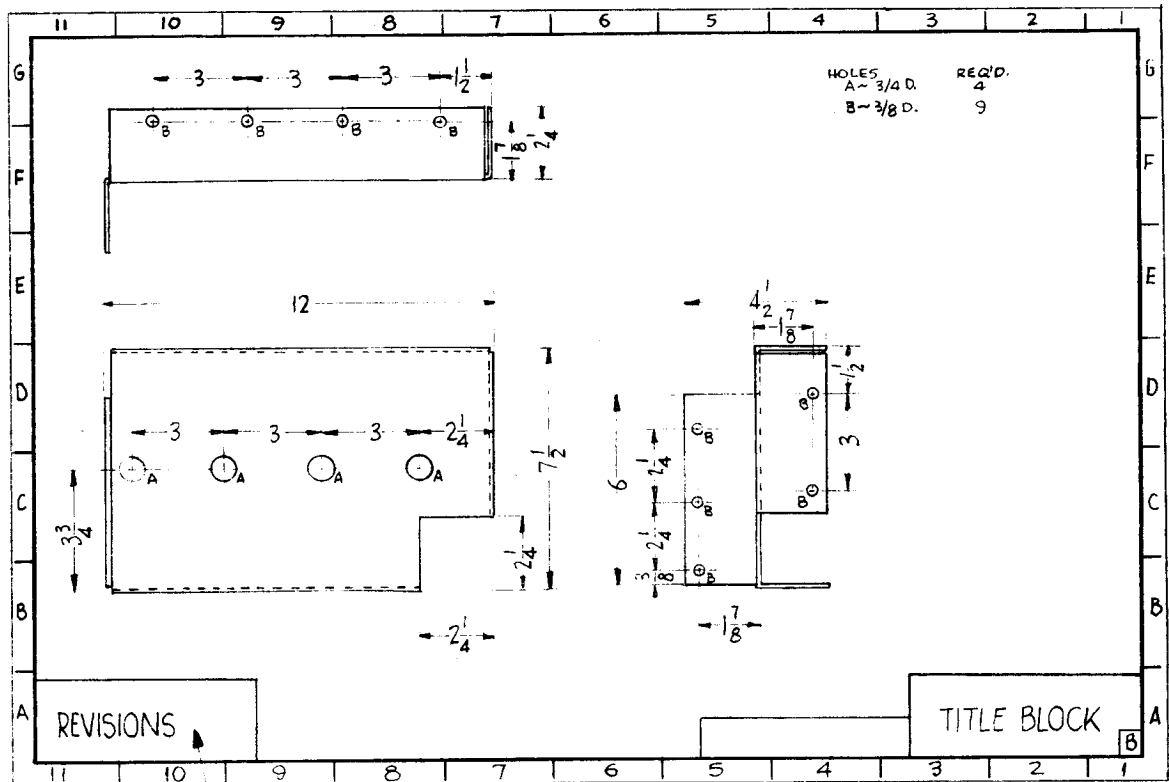 11 10 9 8 7 6 5 4 3 2 1
G G
3 3 3 1 1/2
HOLES REQ'D.
A~ 3/4 D. 4
B~ 3/8 D. 9
B B B B
1 7/8 2 1/4
F F
E E
12
4 1/2
1 7/8
1 1/2
D D
3 3 3 2 1/4
7 1/2
A A A A
3 3/4
2 1/4
2 1/4
6
2 1/4
2 1/4
3/8
B
B
B
B
B
3
1 7/8
C C
B B
A A
REVISIONS
TITLE BLOCK
B
11 10 9 8 7 6 5 4 3 2 1